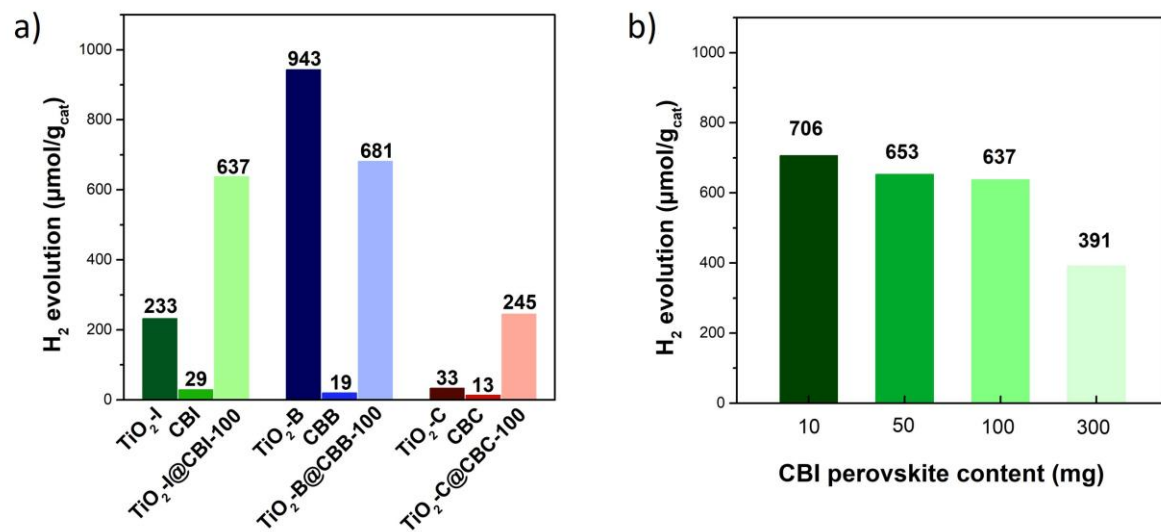 a)
H₂ evolution (μmol/g_cat)
1000
800
600
400
200
0
233
29
637
943
19
681
33
13
245
TiO₂-I
CBI
TiO₂-I@CBI-100
TiO₂-B
CBB
TiO₂-B@CBB-100
TiO₂-C
CBC
TiO₂-C@CBC-100
b)
H₂ evolution (μmol/g_cat)
1000
800
600
400
200
0
706
653
637
391
10 50 100 300
CBI perovskite content (mg)